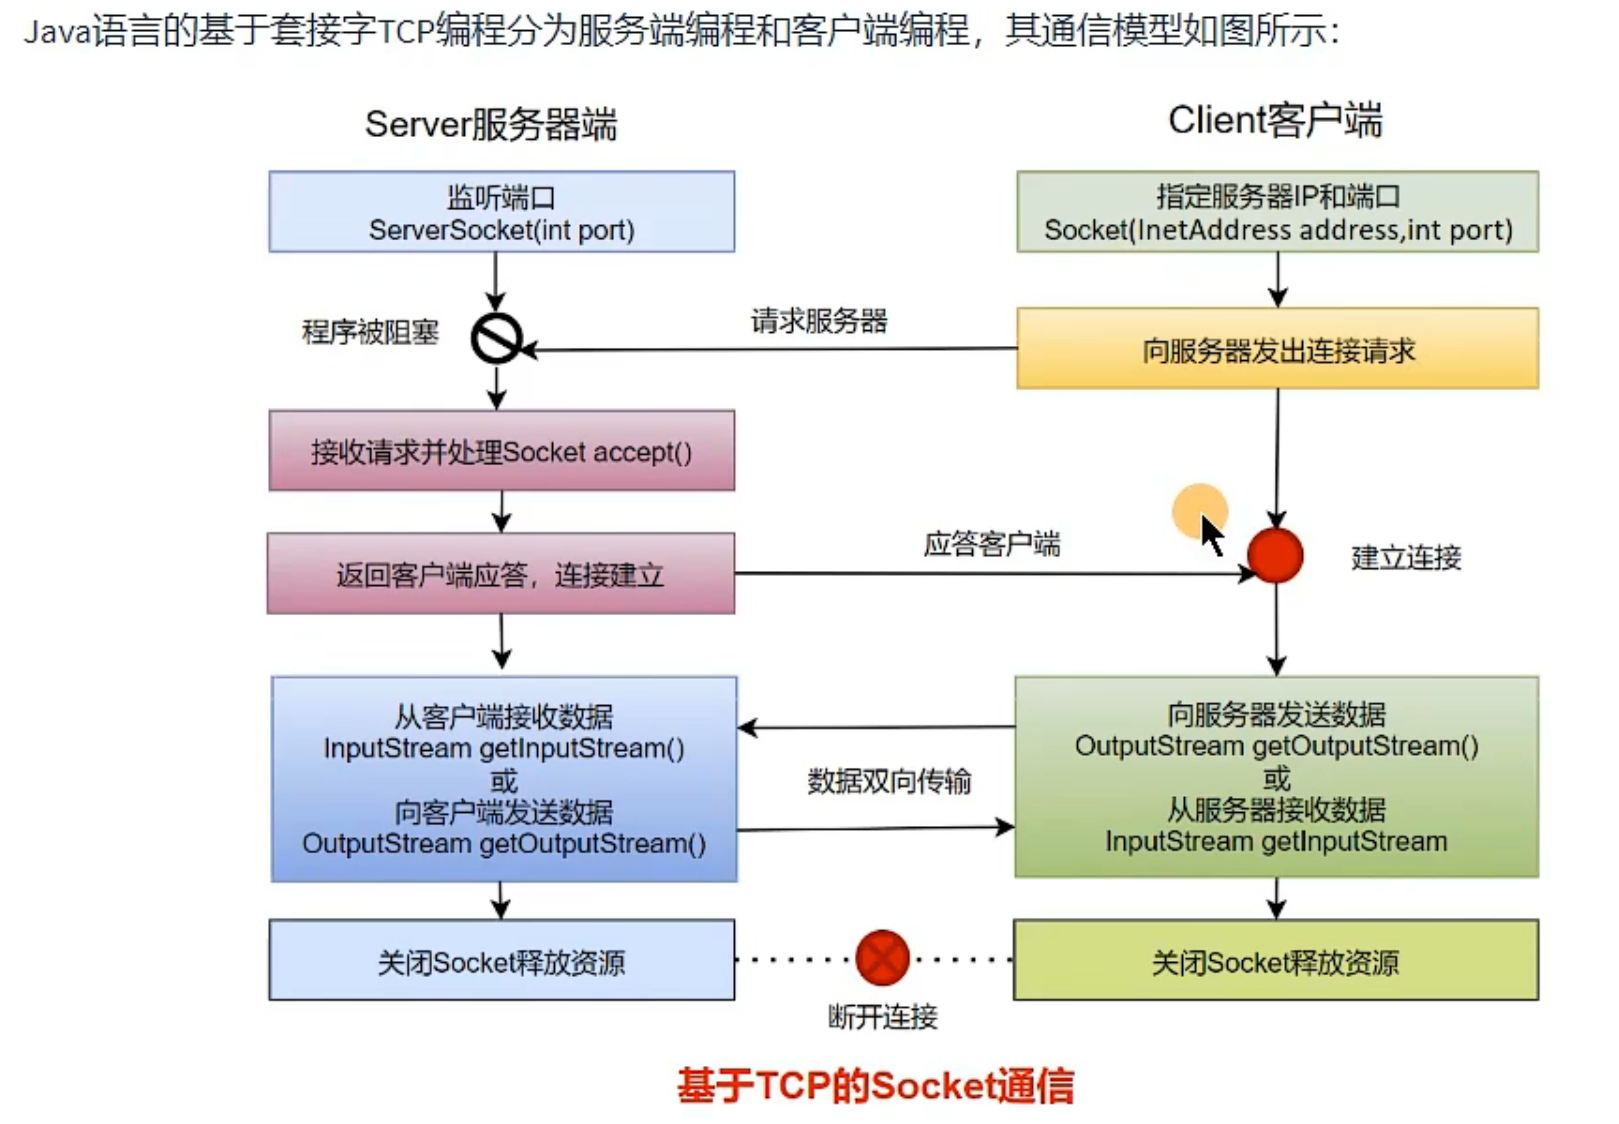 Java语言的基于套接字TCP编程分为服务端编程和客户端编程，其通信模型如图所示：
Server服务器端
Client客户端
监听端口
ServerSocket(int port)
指定服务器IP和端口
Socket(InetAddress address,int port)
程序被阻塞
请求服务器
向服务器发出连接请求
接收请求并处理Socket accept()
返回客户端应答，连接建立
应答客户端
建立连接
从客户端接收数据
InputStream getInputStream()
或
向客户端发送数据
OutputStream getOutputStream()
数据双向传输
向服务器发送数据
OutputStream getOutputStream()
或
从服务器接收数据
InputStream getInputStream
关闭Socket释放资源
断开连接
关闭Socket释放资源
基于TCP的Socket通信